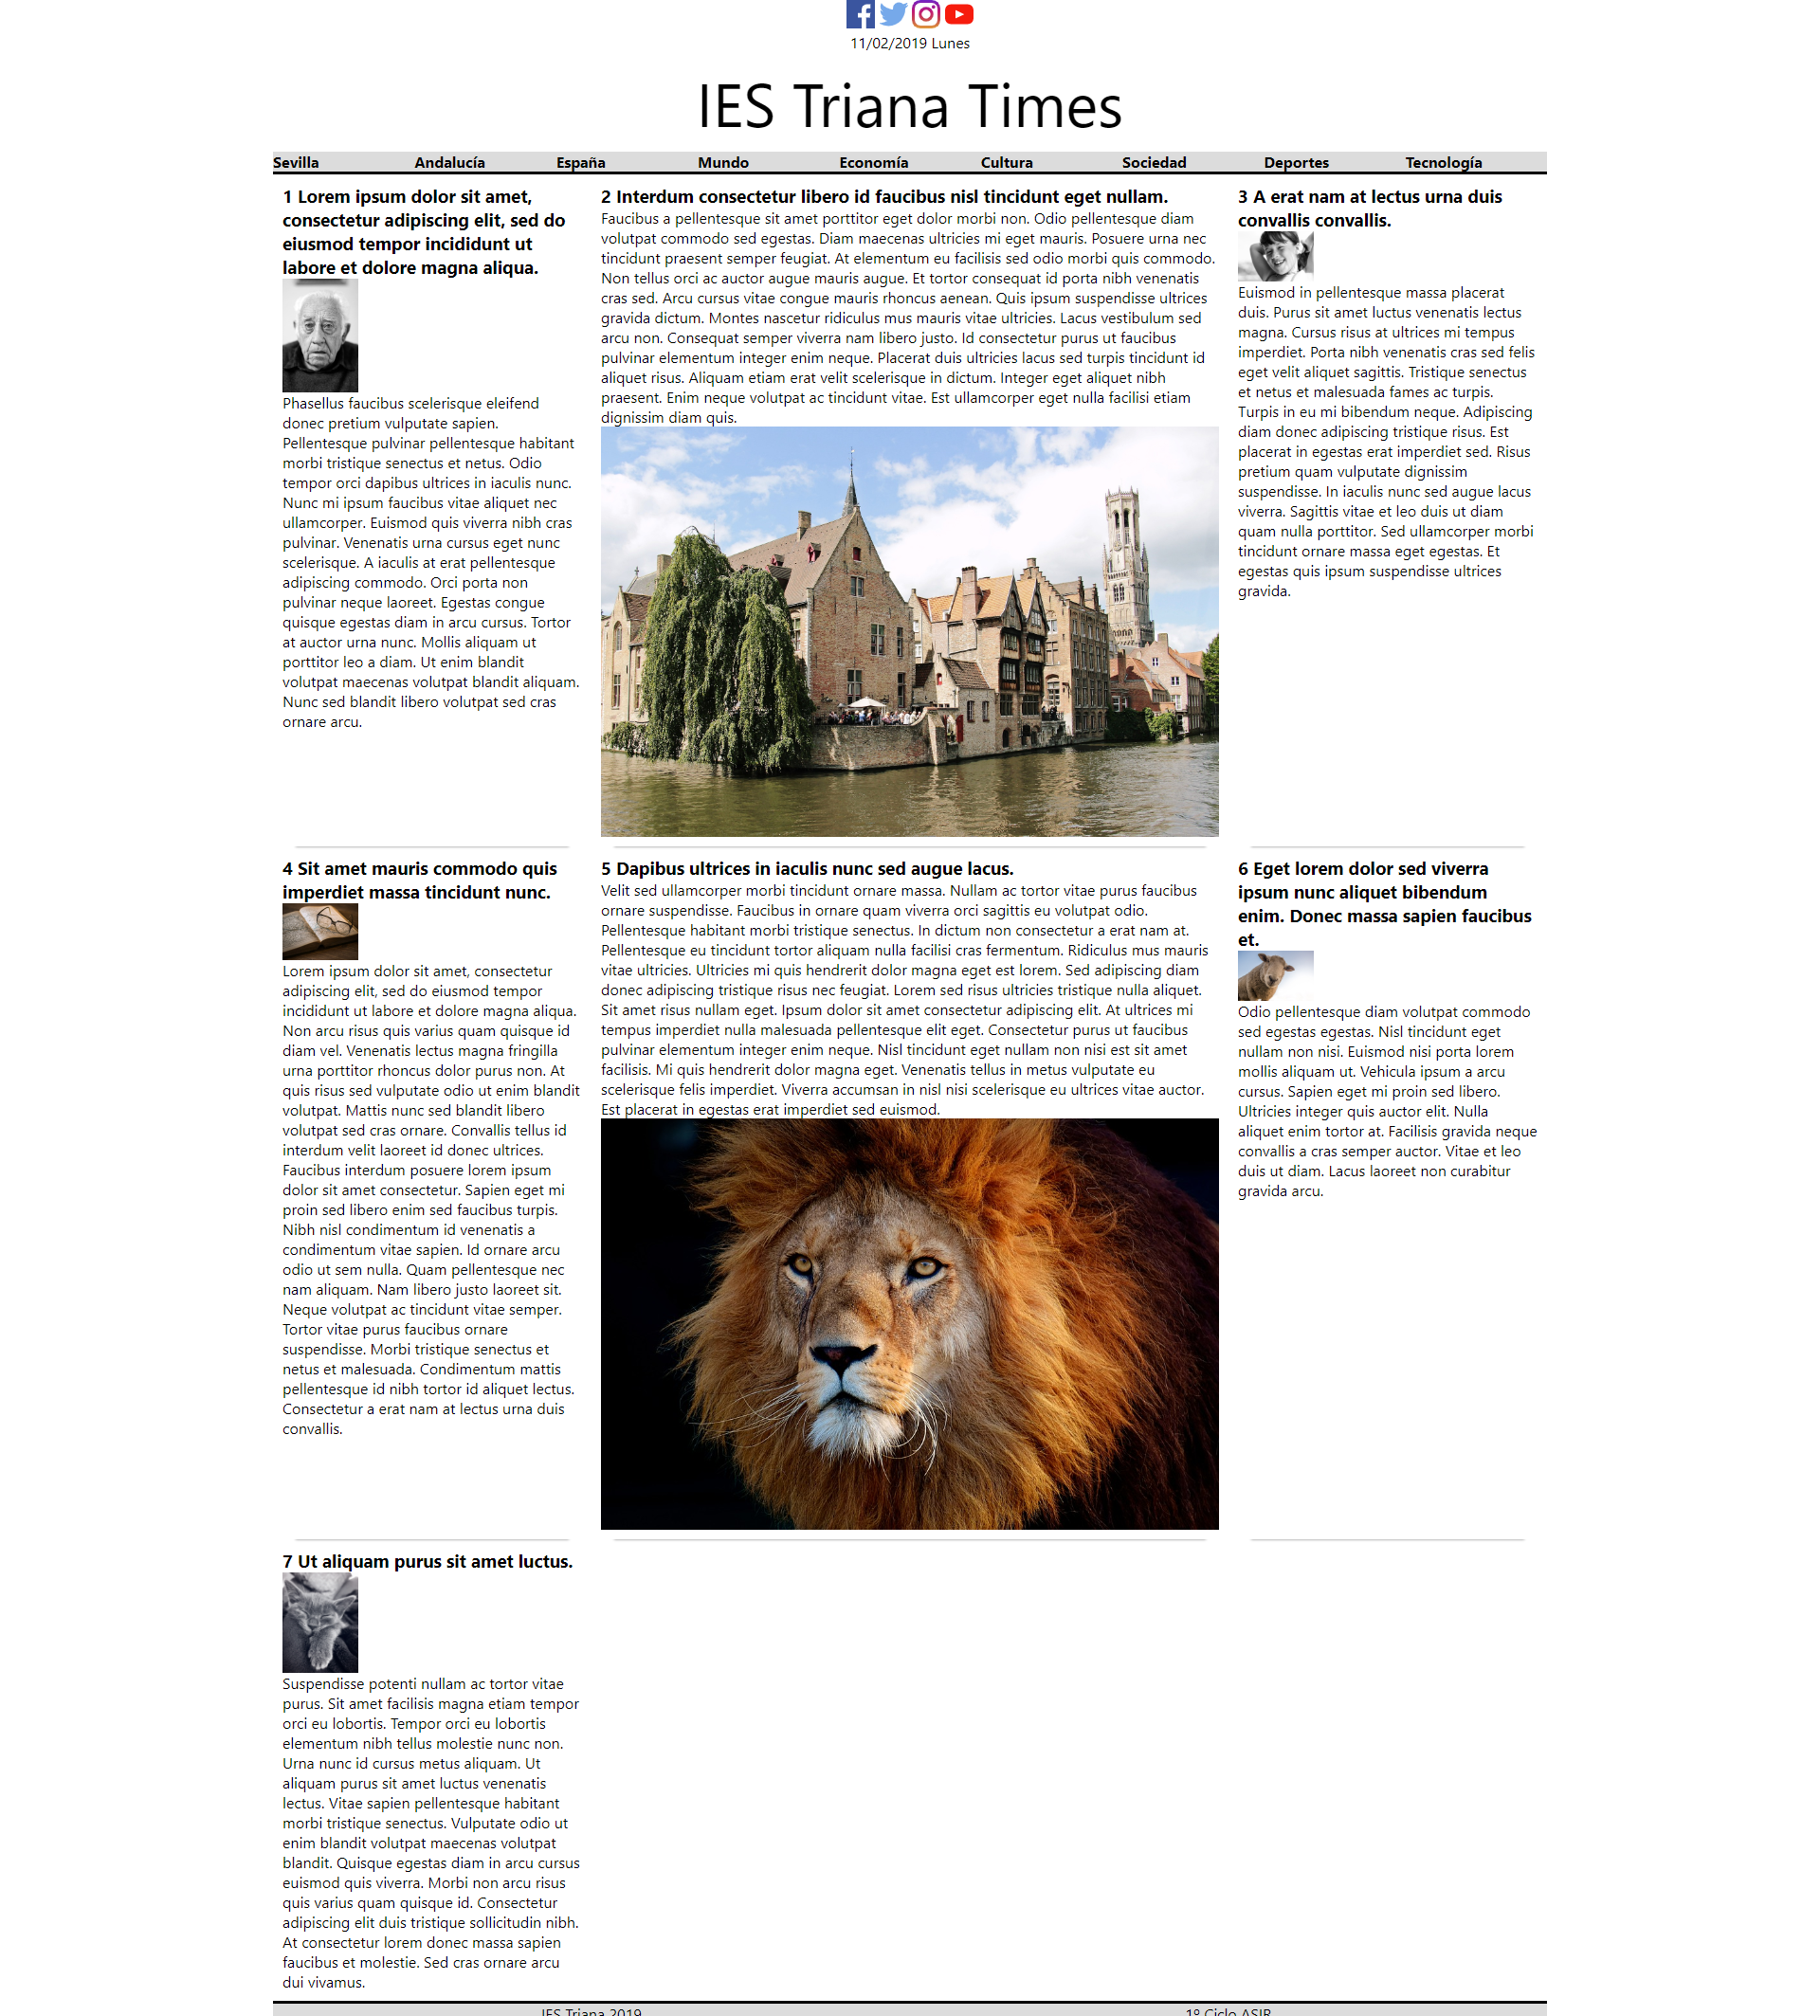 11/02/2019 Lunes
IES Triana Times
Sevilla Andalucía España Mundo Economía Cultura Sociedad Deportes Tecnología
1 Lorem ipsum dolor sit amet,
consectetur adipiscing elit, sed do
eiusmod tempor incididunt ut
labore et dolore magna aliqua.
Phasellus faucibus scelerisque eleifend
donec pretium vulputate sapien.
Pellentesque pulvinar pellentesque habitant
morbi tristique senectus et netus. Odio
tempor orci dapibus ultrices in iaculis nunc.
Nunc mi ipsum faucibus vitae aliquet nec
ullamcorper. Euismod quis viverra nibh cras
pulvinar. Venenatis urna cursus eget nunc
scelerisque. A iaculis at erat pellentesque
adipiscing commodo. Orci porta non
pulvinar neque laoreet. Egestas congue
quisque egestas diam in arcu cursus. Tortor
at auctor urna nunc. Mollis aliquam ut
porttitor leo a diam. Ut enim blandit
volutpat maecenas volutpat blandit aliquam.
Nunc sed blandit libero volutpat sed cras
ornare arcu.
2 Interdum consectetur libero id faucibus nisl tincidunt eget nullam.
Faucibus a pellentesque sit amet porttitor eget dolor morbi non. Odio pellentesque diam
volutpat commodo sed egestas. Diam maecenas ultricies mi eget mauris. Posuere urna nec
tincidunt praesent semper feugiat. At elementum eu facilisis sed odio morbi quis commodo.
Non tellus orci ac auctor augue mauris augue. Et tortor consequat id porta nibh venenatis
cras sed. Arcu cursus vitae congue mauris rhoncus aenean. Quis ipsum suspendisse ultrices
gravida dictum. Montes nascetur ridiculus mus mauris vitae ultricies. Lacus vestibulum sed
arcu non. Consequat semper viverra nam libero justo. Id consectetur purus ut faucibus
pulvinar elementum integer enim neque. Placerat duis ultricies lacus sed turpis tincidunt id
aliquet risus. Aliquam etiam erat velit scelerisque in dictum. Integer eget aliquet nibh
praesent. Enim neque volutpat ac tincidunt vitae. Est ullamcorper eget nulla facilisi etiam
dignissim diam quis.
3 A erat nam at lectus urna duis
convallis convallis.
Euismod in pellentesque massa placerat
duis. Purus sit amet luctus venenatis lectus
magna. Cursus risus at ultrices mi tempus
imperdiet. Porta nibh venenatis cras sed felis
eget velit aliquet sagittis. Tristique senectus
et netus et malesuada fames ac turpis.
Turpis in eu mi bibendum neque. Adipiscing
diam donec adipiscing tristique risus. Est
placerat in egestas erat imperdiet sed. Risus
pretium quam vulputate dignissim
suspendisse. In iaculis nunc sed augue lacus
viverra. Sagittis vitae et leo duis ut diam
quam nulla porttitor. Sed ullamcorper morbi
tincidunt ornare massa eget egestas. Et
egestas quis ipsum suspendisse ultrices
gravida.
4 Sit amet mauris commodo quis
imperdiet massa tincidunt nunc.
Lorem ipsum dolor sit amet, consectetur
adipiscing elit, sed do eiusmod tempor
incididunt ut labore et dolore magna aliqua.
Non arcu risus quis varius quam quisque id
diam vel. Venenatis lectus magna fringilla
urna porttitor rhoncus dolor purus non. At
quis risus sed vulputate odio ut enim blandit
volutpat. Mattis nunc sed blandit libero
volutpat sed cras ornare. Convallis tellus id
interdum velit laoreet id donec ultrices.
Faucibus interdum posuere lorem ipsum
dolor sit amet consectetur. Sapien eget mi
proin sed libero enim sed faucibus turpis.
Nibh nisl condimentum id venenatis a
condimentum vitae sapien. Id ornare arcu
odio ut sem nulla. Quam pellentesque nec
nam aliquam. Nam libero justo laoreet sit.
Neque volutpat ac tincidunt vitae semper.
Tortor vitae purus faucibus ornare
suspendisse. Morbi tristique senectus et
netus et malesuada. Condimentum mattis
pellentesque id nibh tortor id aliquet lectus.
Consectetur a erat nam at lectus urna duis
convallis.
5 Dapibus ultrices in iaculis nunc sed augue lacus.
Velit sed ullamcorper morbi tincidunt ornare massa. Nullam ac tortor vitae purus faucibus
ornare suspendisse. Faucibus in ornare quam viverra orci sagittis eu volutpat odio.
Pellentesque habitant morbi tristique senectus. In dictum non consectetur a erat nam at.
Pellentesque eu tincidunt tortor aliquam nulla facilisi cras fermentum. Ridiculus mus mauris
vitae ultricies. Ultricies mi quis hendrerit dolor magna eget est lorem. Sed adipiscing diam
donec adipiscing tristique risus nec feugiat. Lorem sed risus ultricies tristique nulla aliquet.
Sit amet risus nullam eget. Ipsum dolor sit amet consectetur adipiscing elit. At ultrices mi
tempus imperdiet nulla malesuada pellentesque elit eget. Consectetur purus ut faucibus
pulvinar elementum integer enim neque. Nisl tincidunt eget nullam non nisi est sit amet
facilisis. Mi quis hendrerit dolor magna eget. Venenatis tellus in metus vulputate eu
scelerisque felis imperdiet. Viverra accumsan in nisl nisi scelerisque eu ultrices vitae auctor.
Est placerat in egestas erat imperdiet sed euismod.
6 Eget lorem dolor sed viverra
ipsum nunc aliquet bibendum
enim. Donec massa sapien faucibus
et.
Odio pellentesque diam volutpat commodo
sed egestas egestas. Nisl tincidunt eget
nullam non nisi. Euismod nisi porta lorem
mollis aliquam ut. Vehicula ipsum a arcu
cursus. Sapien eget mi proin sed libero.
Ultricies integer quis auctor elit. Nulla
aliquet enim tortor at. Facilisis gravida neque
convallis a cras semper auctor. Vitae et leo
duis ut diam. Lacus laoreet non curabitur
gravida arcu.
7 Ut aliquam purus sit amet luctus.
Suspendisse potenti nullam ac tortor vitae
purus. Sit amet facilisis magna etiam tempor
orci eu lobortis. Tempor orci eu lobortis
elementum nibh tellus molestie nunc non.
Urna nunc id cursus metus aliquam. Ut
aliquam purus sit amet luctus venenatis
lectus. Vitae sapien pellentesque habitant
morbi tristique senectus. Vulputate odio ut
enim blandit volutpat maecenas volutpat
blandit. Quisque egestas diam in arcu cursus
euismod quis viverra. Morbi non arcu risus
quis varius quam quisque id. Consectetur
adipiscing elit duis tristique sollicitudin nibh.
At consectetur lorem donec massa sapien
faucibus et molestie. Sed cras ornare arcu
dui vivamus.
IES Triana 2019 1º Ciclo ASIR